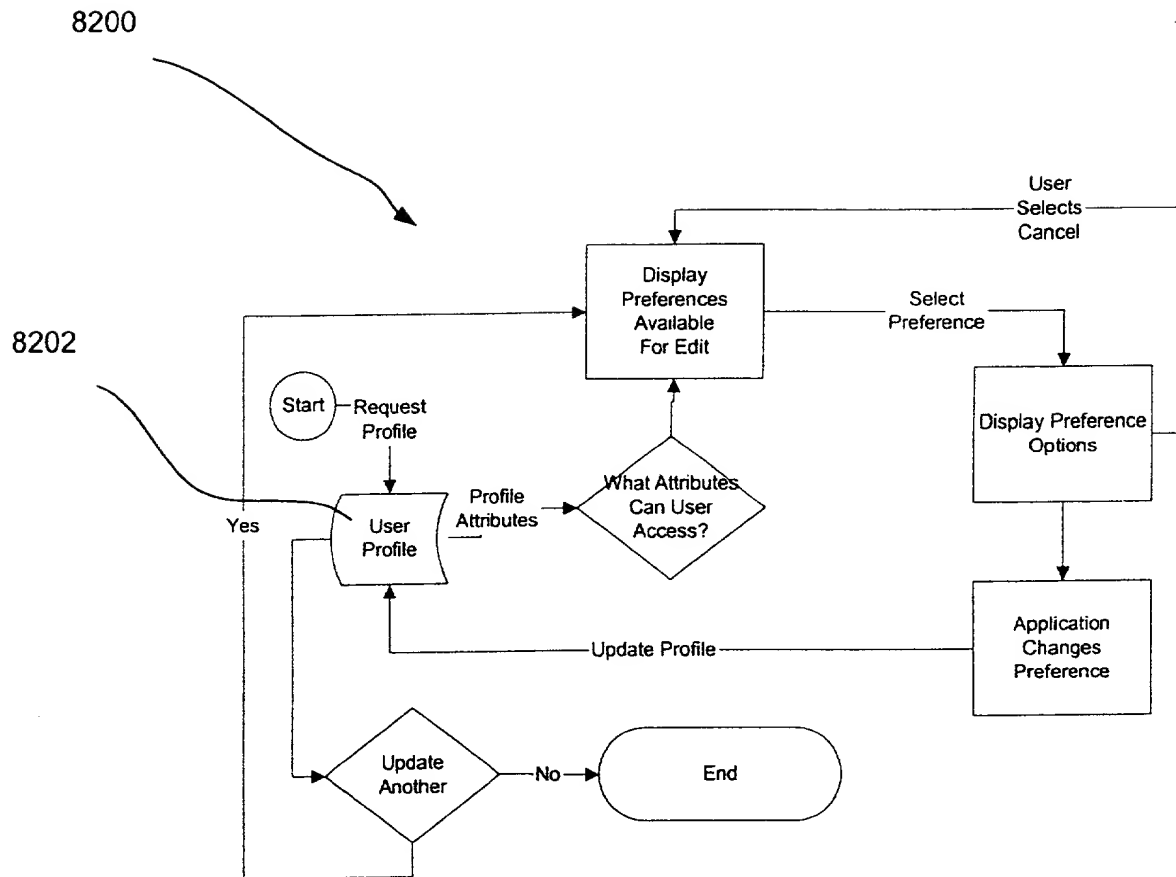 8200
User
Selects
Cancel
Display
Preferences
Available
For Edit
Select
Preference
8202
Start
Request
Profile
Display Preference
Options
What Attributes
Can User
Access?
Profile
Attributes
User
Profile
Yes
Application
Changes
Preference
Update Profile
Update
Another
No
End